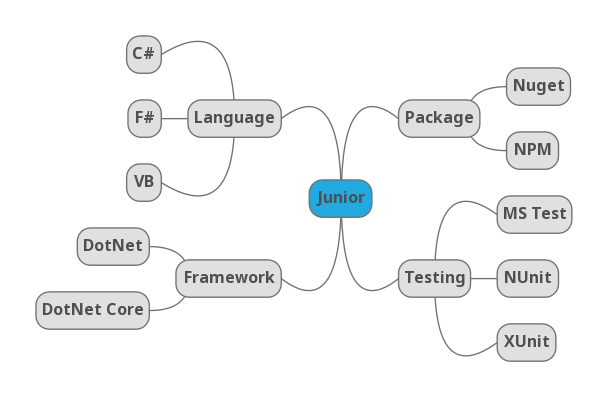 Junior
Language
C#
F#
VB
Framework
DotNet
DotNet Core
Package
Nuget
NPM
Testing
MS Test
NUnit
XUnit